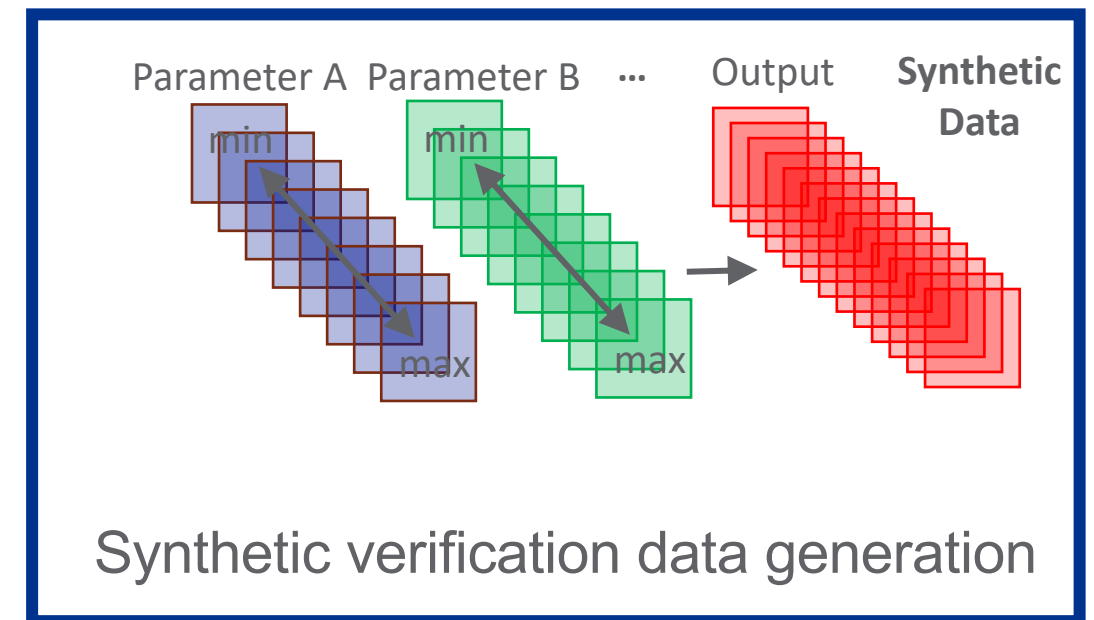 Parameter A Parameter B ... Output Synthetic
Data
min min
max max
Synthetic verification data generation